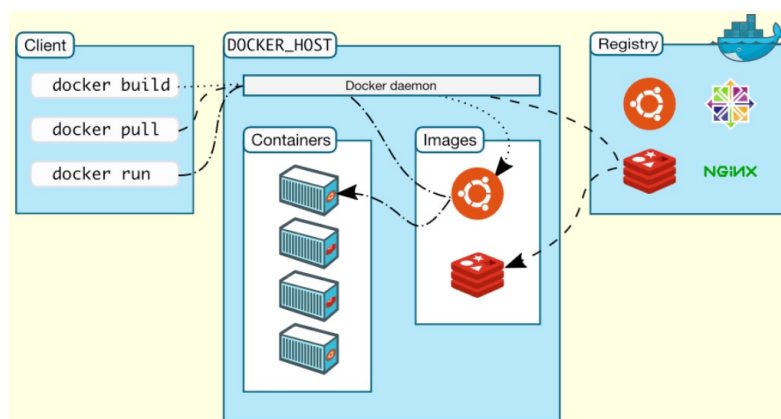 Client
docker build
docker pull
docker run
DOCKER_HOST
Docker daemon
Containers
Images
Registry
NGiNX